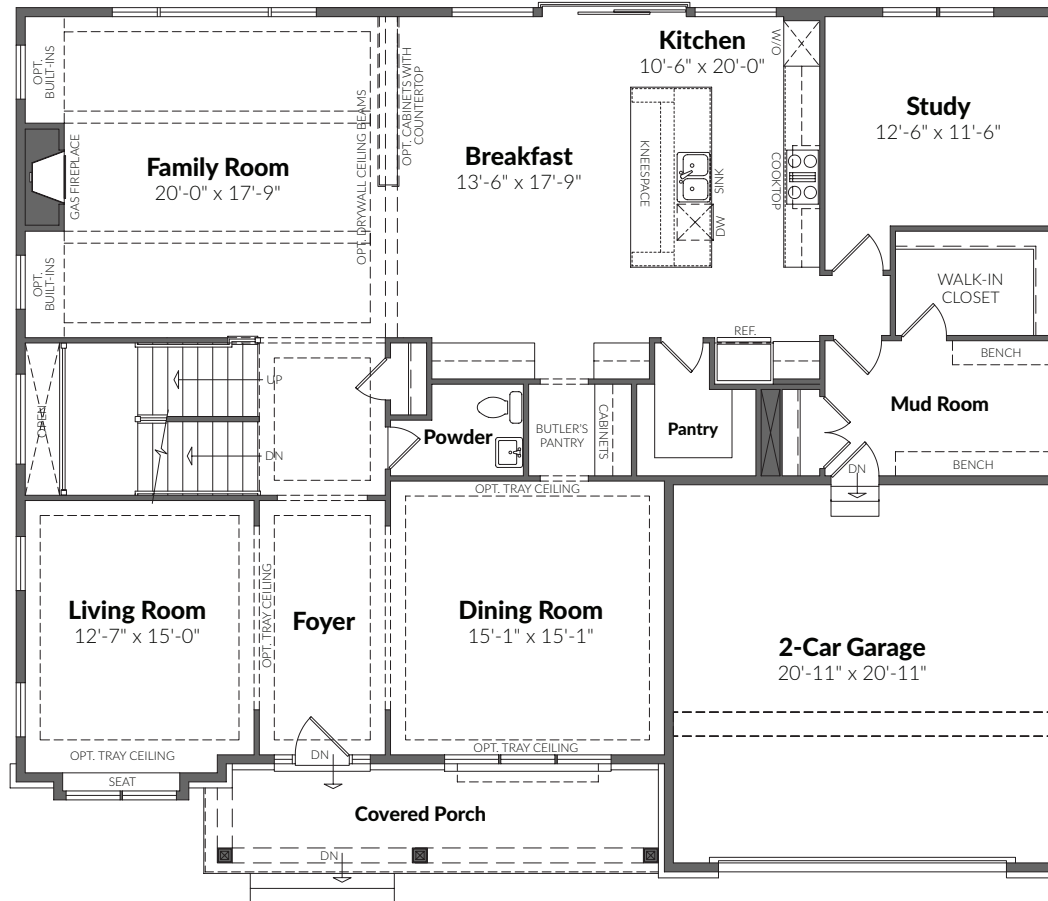 Kitchen
10'-6" x 20'-0"
W/O
OPT.
BUILT-INS
OPT. CABINETS WITH
COUNTERTOP
OPT. DRYWALL CEILING BEAMS
Study
12'-6" x 11'-6"
Family Room
20'-0" x 17'-9"
GAS FIREPLACE
Breakfast
13'-6" x 17'-9"
KNEESPACE
SINK
DW
COOKTOP
OPT.
BUILT-INS
WALK-IN
CLOSET
REF.
BENCH
UP
OPEN
DN
Powder
BUTLER'S
PANTRY
CABINETS
Pantry
Mud Room
BENCH
DN
OPT. TRAY CEILING
Living Room
12'-7" x 15'-0"
OPT. TRAY CEILING
Foyer
Dining Room
15'-1" x 15'-1"
2-Car Garage
20'-11" x 20'-11"
OPT. TRAY CEILING
OPT. TRAY CEILING
DN
SEAT
Covered Porch
DN